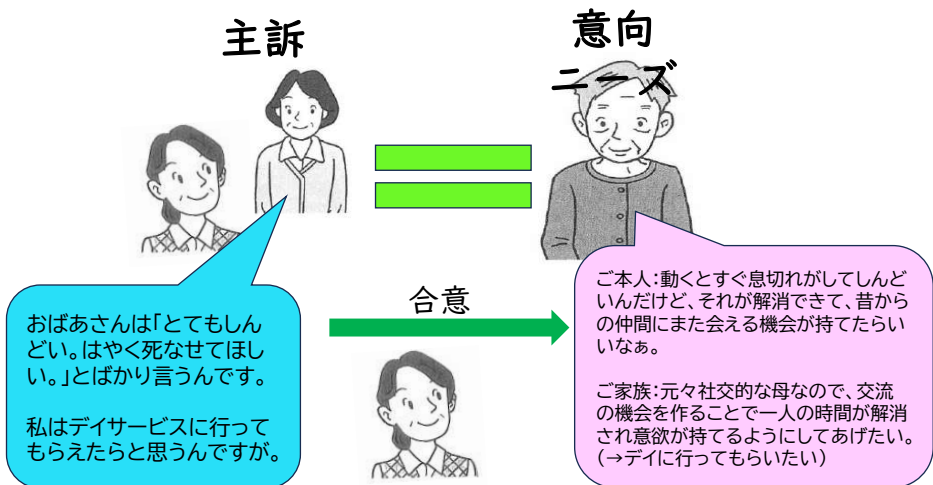 主訴
意向
ニーズ
おばあさんは「とてもしん
どい。はやく死なせてほし
い。」とばかり言うんです。
私はデイサービスに行って
もらえたらと思うんですが。
合意
ご本人：動くとすぐ息切れがしてしんど
いんだけど、それが解消できて、昔から
の仲間にまた会える機会が持てたらい
いなぁ。
ご家族：元々社交的な母なので、交流
の機会を作ることで一人の時間が解消
され意欲が持てるようにしてあげたい。
（→デイに行ってもらいたい）